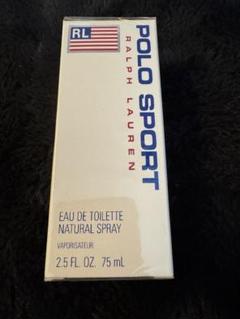 RL
POLO SPORT
RALPH LAUREN
EAU DE TOILETTE
NATURAL SPRAY
VAPORISATEUR
2.5 FL. OZ. 75 mL